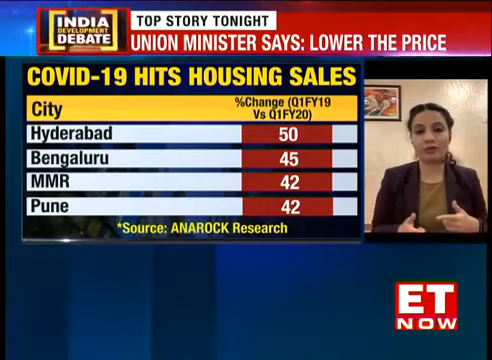 INDIA
DEVELOPMENT
DEBATE
TOP STORY TONIGHT
UNION MINISTER SAYS: LOWER THE PRICE
COVID-19 HITS HOUSING SALES
City
%Change (Q1FY19
Vs Q1FY20)
Hyderabad 50
Bengaluru 45
MMR 42
Pune 42
*Source: ANAROCK Research
ET
NOW